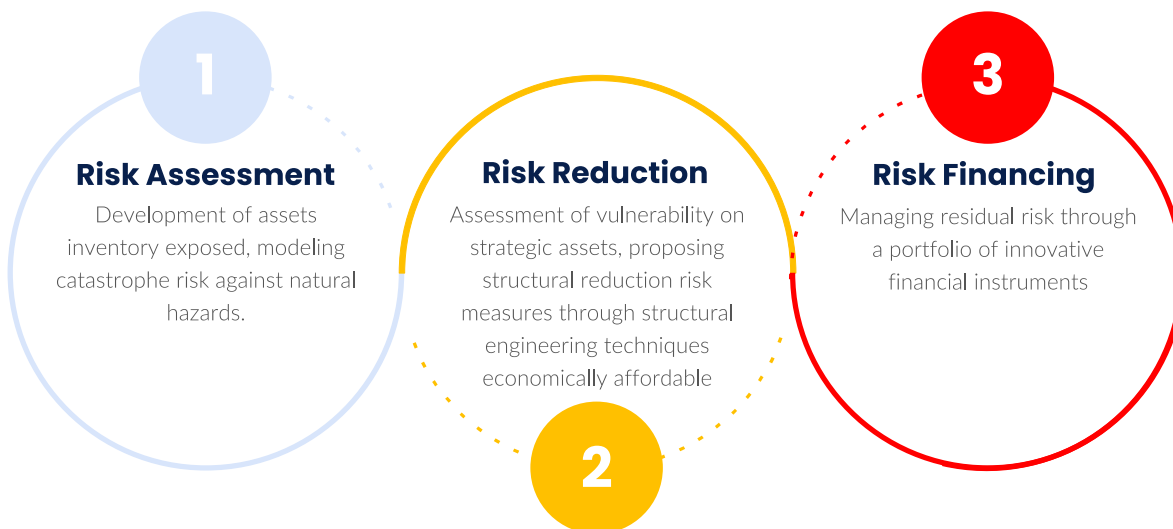 1
Risk Assessment
Development of assets
inventory exposed, modeling
catastrophe risk against natural
hazards.
Risk Reduction
Assessment of vulnerability on
strategic assets, proposing
structural reduction risk
measures through structural
engineering techniques
economically affordable
2
3
Risk Financing
Managing residual risk through
a portfolio of innovative
financial instruments